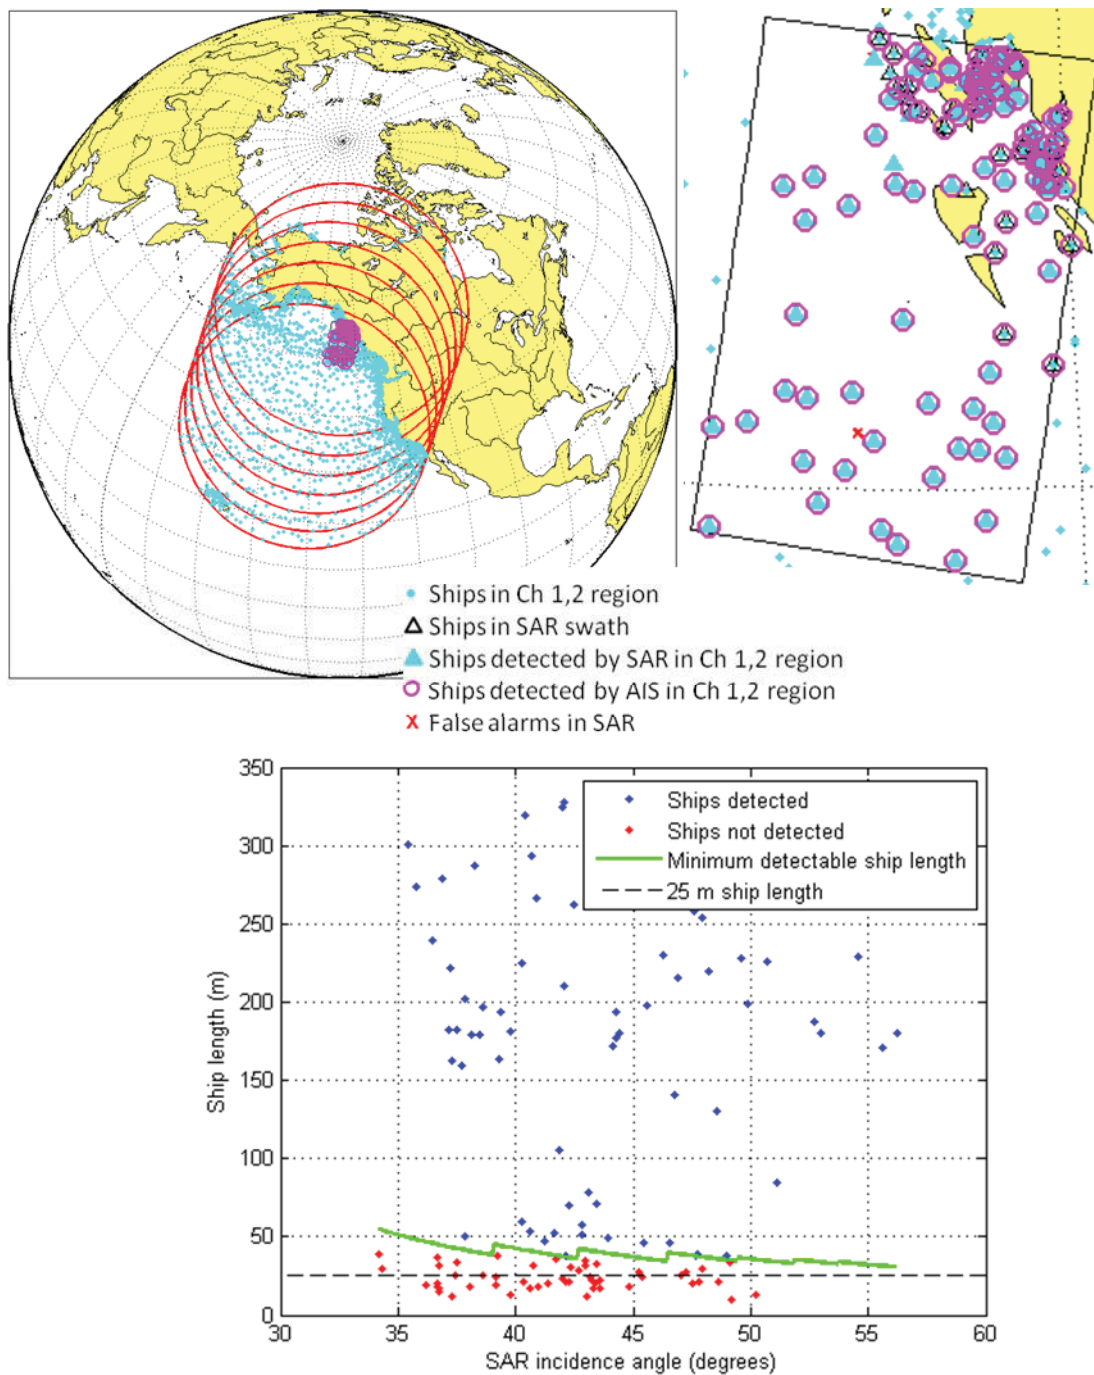 Ships in Ch 1,2 region
Ships in SAR swath
Ships detected by SAR in Ch 1,2 region
Ships detected by AIS in Ch 1,2 region
False alarms in SAR
350
300
250
200
150
100
50
0
Ship length (m)
Ships detected
Ships not detected
Minimum detectable ship length
25 m ship length
30 35 40 45 50 55 60
SAR incidence angle (degrees)